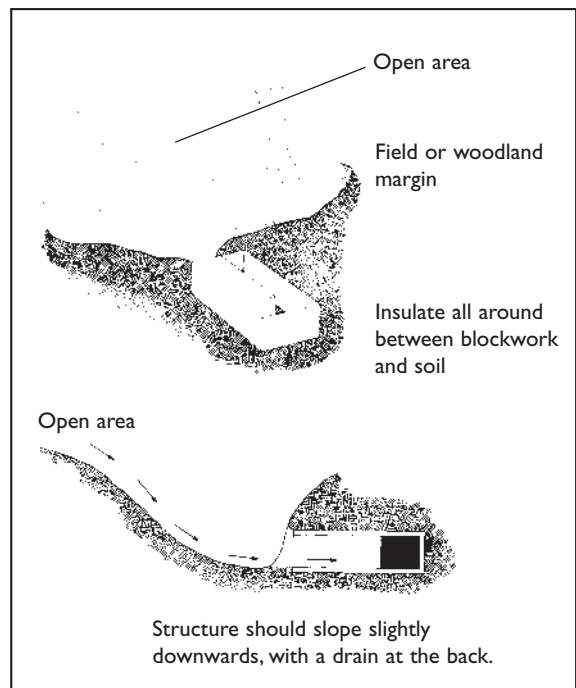 Open area
Field or woodland
margin
Insulate all around
between blockwork
and soil
Open area
Structure should slope slightly
downwards, with a drain at the back.